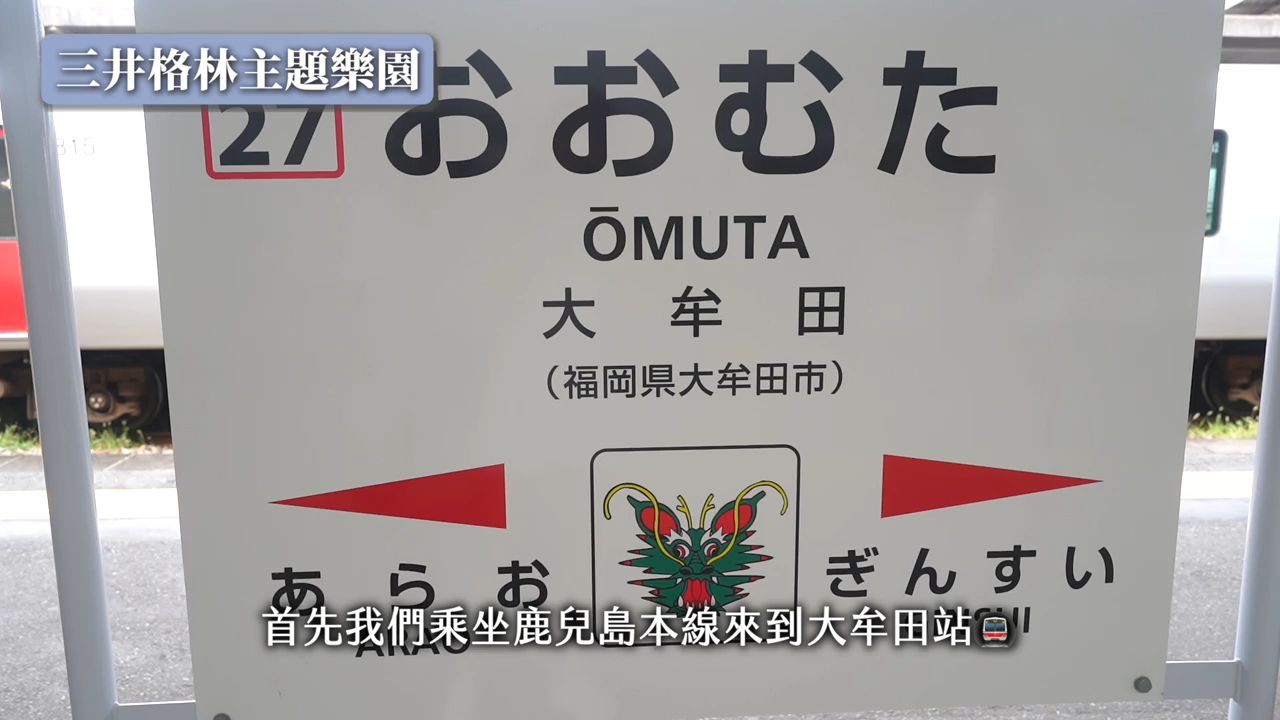 三井格林主題樂園
815
27
おおむた
ŌMUTA
大牟田
（福岡県大牟田市）
あらお
ぎんすい
ARAO
首先我們乘坐鹿兒島本線來到大牟田站🚃